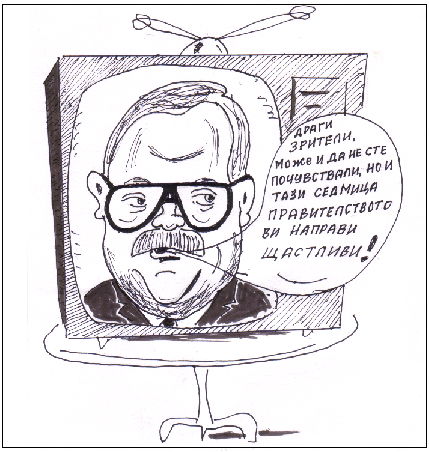 ДРАГИ
ЗРИТЕЛИ,
МОЖЕ И ДА НЕ СТЕ
ПОЧУВСТВАЛИ, НО И
ТАЗИ СЕДМИЦА
ПРАВИТЕЛСТВОТО
ВИ НАПРАВИ
ЩАСТЛИВИ!